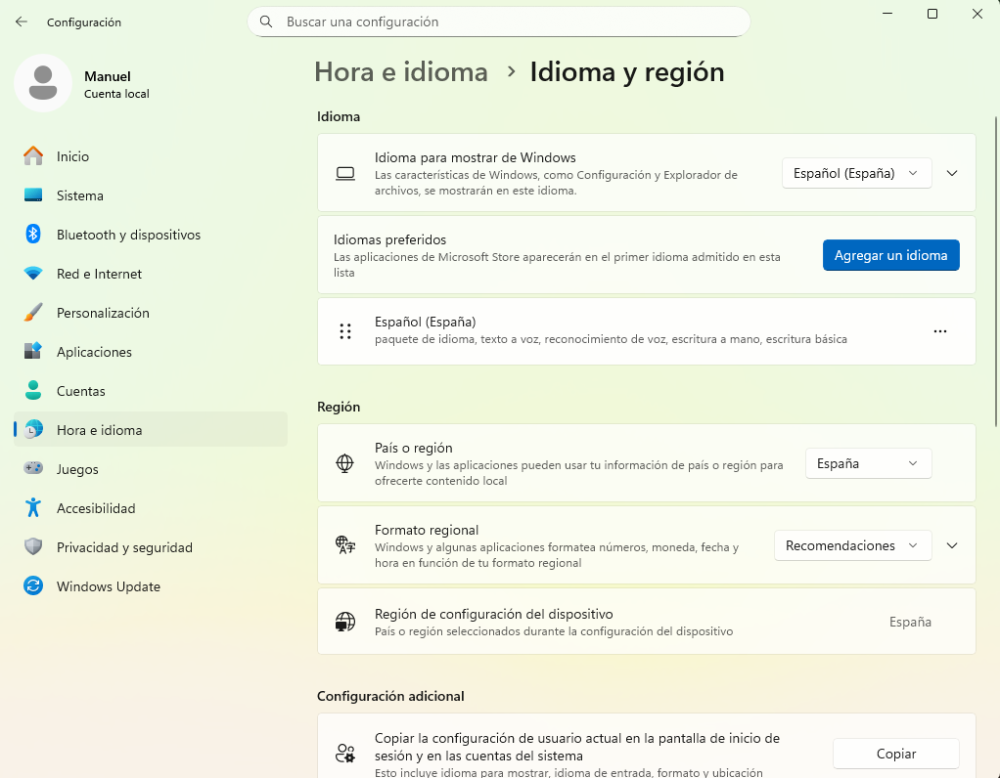 Configuración
Buscar una configuración
Manuel
Cuenta local
Inicio
Sistema
Bluetooth y dispositivos
Red e Internet
Personalización
Aplicaciones
Cuentas
Hora e idioma
Juegos
Accesibilidad
Privacidad y seguridad
Windows Update
Hora e idioma › Idioma y región
Idioma
Idioma para mostrar de Windows
Las características de Windows, como Configuración y Explorador de
archivos, se mostrarán en este idioma.
Español (España)
Idiomas preferidos
Las aplicaciones de Microsoft Store aparecerán en el primer idioma admitido en esta
lista
Agregar un idioma
Español (España)
paquete de idioma, texto a voz, reconocimiento de voz, escritura a mano, escritura básica
Región
País o región
Windows y las aplicaciones pueden usar tu información de país o región para
ofrecerte contenido local
España
Formato regional
Windows y algunas aplicaciones formatea números, moneda, fecha y
hora en función de tu formato regional
Recomendaciones
Región de configuración del dispositivo
País o región seleccionados durante la configuración del dispositivo
España
Configuración adicional
Copiar la configuración de usuario actual en la pantalla de inicio de
sesión y en las cuentas del sistema
Esto incluye idioma para mostrar, idioma de entrada, formato y ubicación
Copiar